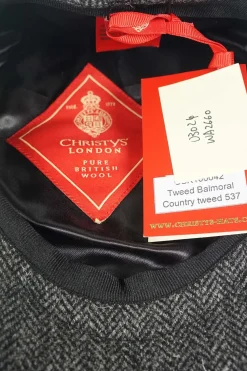 EST. 1773
CHRISTYS'
LONDON
PURE
BRITISH
WOOL
Tweed Balmoral
Country tweed 537
WWW.CHRISTYS-HATS.COM